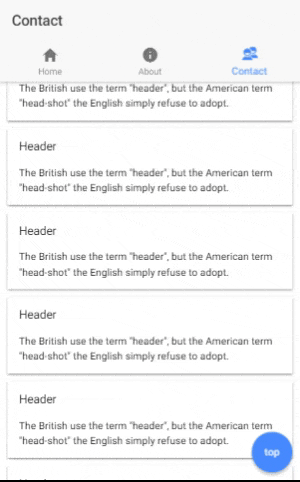 Contact
Home About Contact
The British use the term "header", but the American term
"head-shot" the English simply refuse to adopt.
Header
The British use the term "header", but the American term
"head-shot" the English simply refuse to adopt.
Header
The British use the term "header", but the American term
"head-shot" the English simply refuse to adopt.
Header
The British use the term "header", but the American term
"head-shot" the English simply refuse to adopt.
Header
The British use the term "header", but the American term
"head-shot" the English simply refuse to adopt.
top